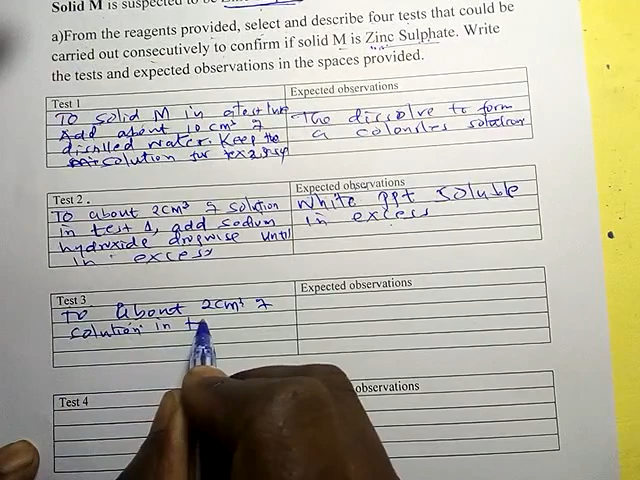 Solid M is suspected to be Zinc
a)From the reagents provided, select and describe four tests that could be
carried out consecutively to confirm if solid M is Zinc Sulphate. Write
the tests and expected observations in the spaces provided.
Test 1
To solid M in a test tube
Add about 10 cm³ of
distilled water. Keep the
solution for
Expected observations
The dissolve to form
a colourless solution
Test 2.
To about 2cm³ of solution
in test 1, add sodium
hydroxide dropwise until
in excess
Expected observations
White ppt soluble
in excess
Test 3
To about 2cm³ of
solution in t
Expected observations
Test 4
observations